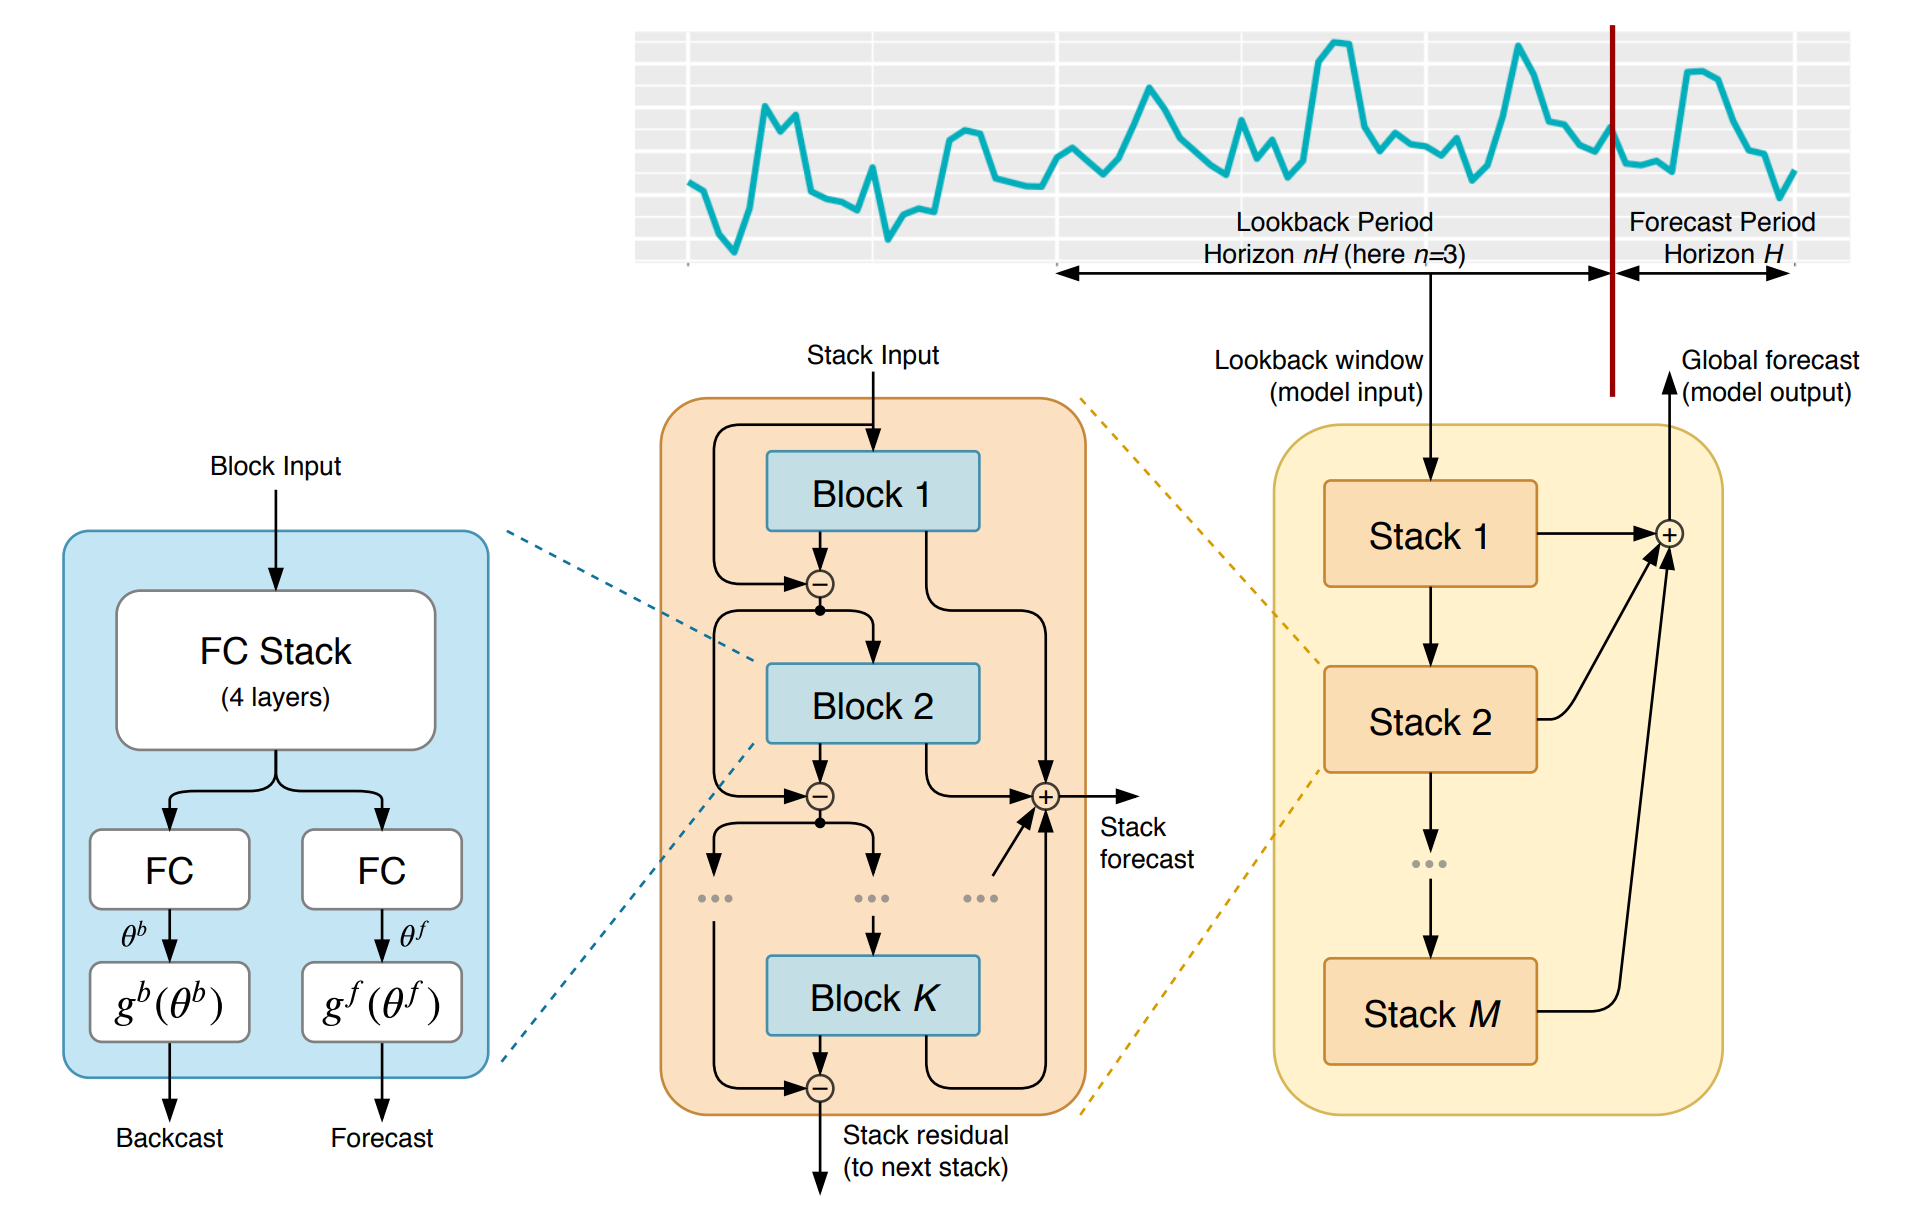 Lookback Period
Horizon nH (here n=3)
Forecast Period
Horizon H
Block Input
FC Stack
(4 layers)
FC
FC
θᵇ
θᶠ
gᵇ(θᵇ)
gᶠ(θᶠ)
Backcast
Forecast
Stack Input
Block 1
−
Block 2
−
+
Stack
forecast
...
...
...
Block K
−
Stack residual
(to next stack)
Lookback window
(model input)
Global forecast
(model output)
Stack 1
+
Stack 2
...
Stack M